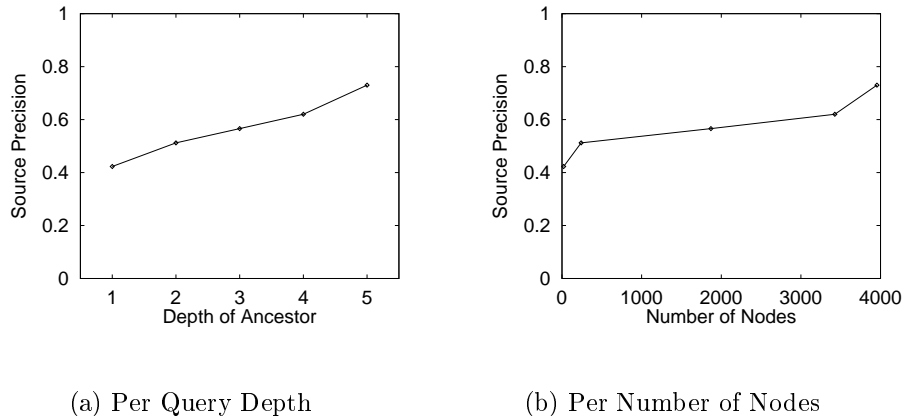 1
0.8
0.6
0.4
0.2
0
Source Precision
1 2 3 4 5
Depth of Ancestor
(a) Per Query Depth
1
0.8
0.6
0.4
0.2
0
Source Precision
0 1000 2000 3000 4000
Number of Nodes
(b) Per Number of Nodes